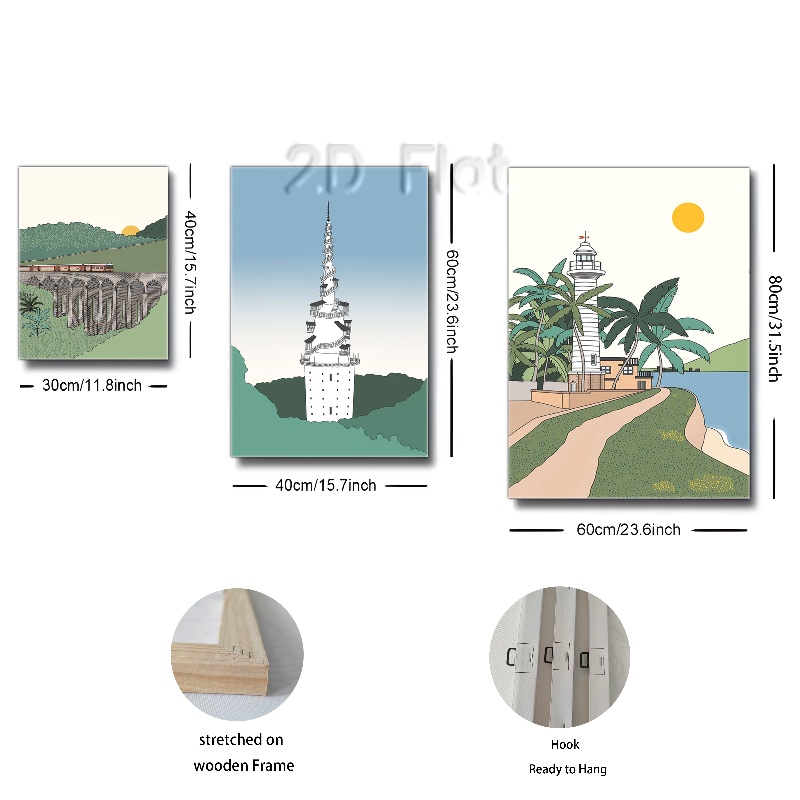 2D Flat
40cm/15.7inch
30cm/11.8inch
60cm/23.6inch
40cm/15.7inch
80cm/31.5inch
60cm/23.6inch
stretched on
wooden Frame
Hook
Ready to Hang